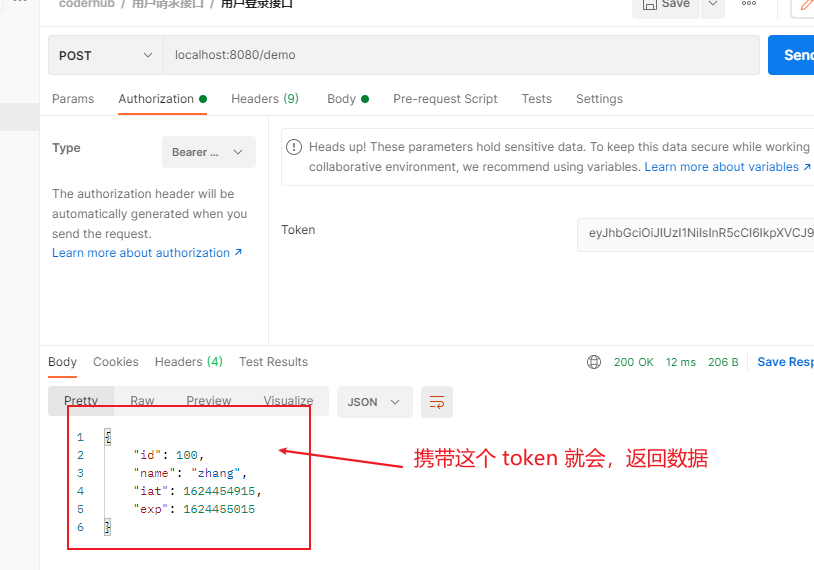 coderhub / 用户请求接口 / 用户登录接口
Save
POST
localhost:8080/demo
Send
Params
Authorization
Headers (9)
Body
Pre-request Script
Tests
Settings
Type
Bearer ...
Heads up! These parameters hold sensitive data. To keep this data secure while working
collaborative environment, we recommend using variables. Learn more about variables ↗
The authorization header will be
automatically generated when you
send the request.
Learn more about authorization ↗
Token
eyJhbGciOiJIUzI1NiIsInR5cCI6IkpXVCJ9
Body
Cookies
Headers (4)
Test Results
200 OK
12 ms
206 B
Save Resp
Pretty
Raw
Preview
Visualize
JSON
1 {
2 "id": 100,
3 "name": "zhang",
4 "iat": 1624454915,
5 "exp": 1624455015
6 }
携带这个 token 就会，返回数据